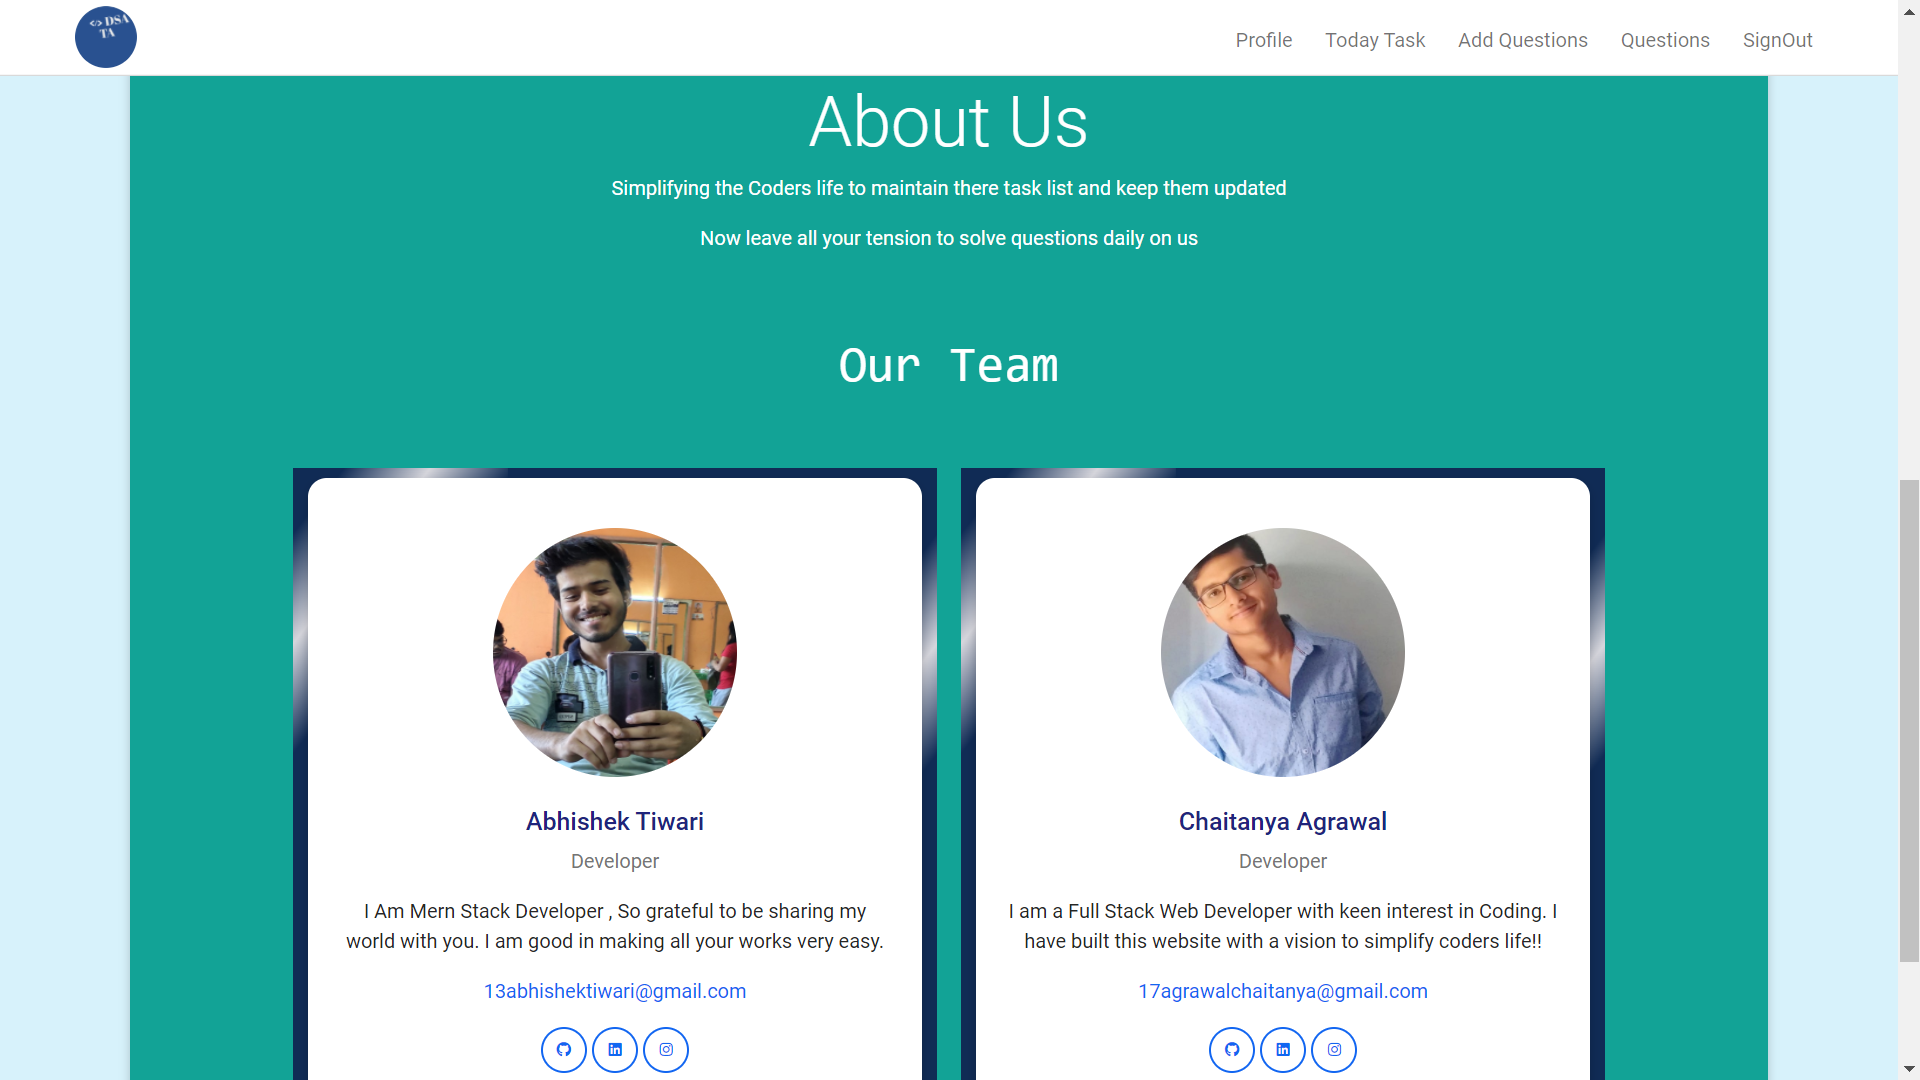 <> DSA
TA
Profile Today Task Add Questions Questions SignOut
About Us
Simplifying the Coders life to maintain there task list and keep them updated
Now leave all your tension to solve questions daily on us
Our Team
Abhishek Tiwari
Developer
I Am Mern Stack Developer , So grateful to be sharing my
world with you. I am good in making all your works very easy.
13abhishektiwari@gmail.com
Chaitanya Agrawal
Developer
I am a Full Stack Web Developer with keen interest in Coding. I
have built this website with a vision to simplify coders life!!
17agrawalchaitanya@gmail.com